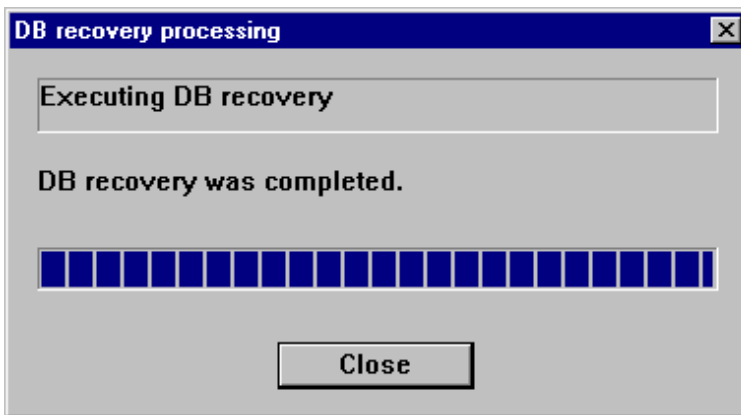 DB recovery processing
Executing DB recovery
DB recovery was completed.
Close